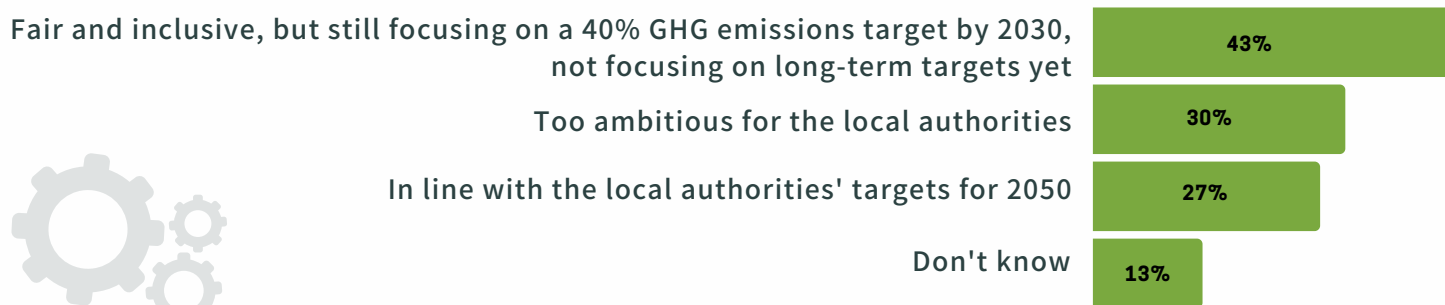 Fair and inclusive, but still focusing on a 40% GHG emissions target by 2030,
not focusing on long-term targets yet
43%
Too ambitious for the local authorities
30%
In line with the local authorities' targets for 2050
27%
Don't know
13%